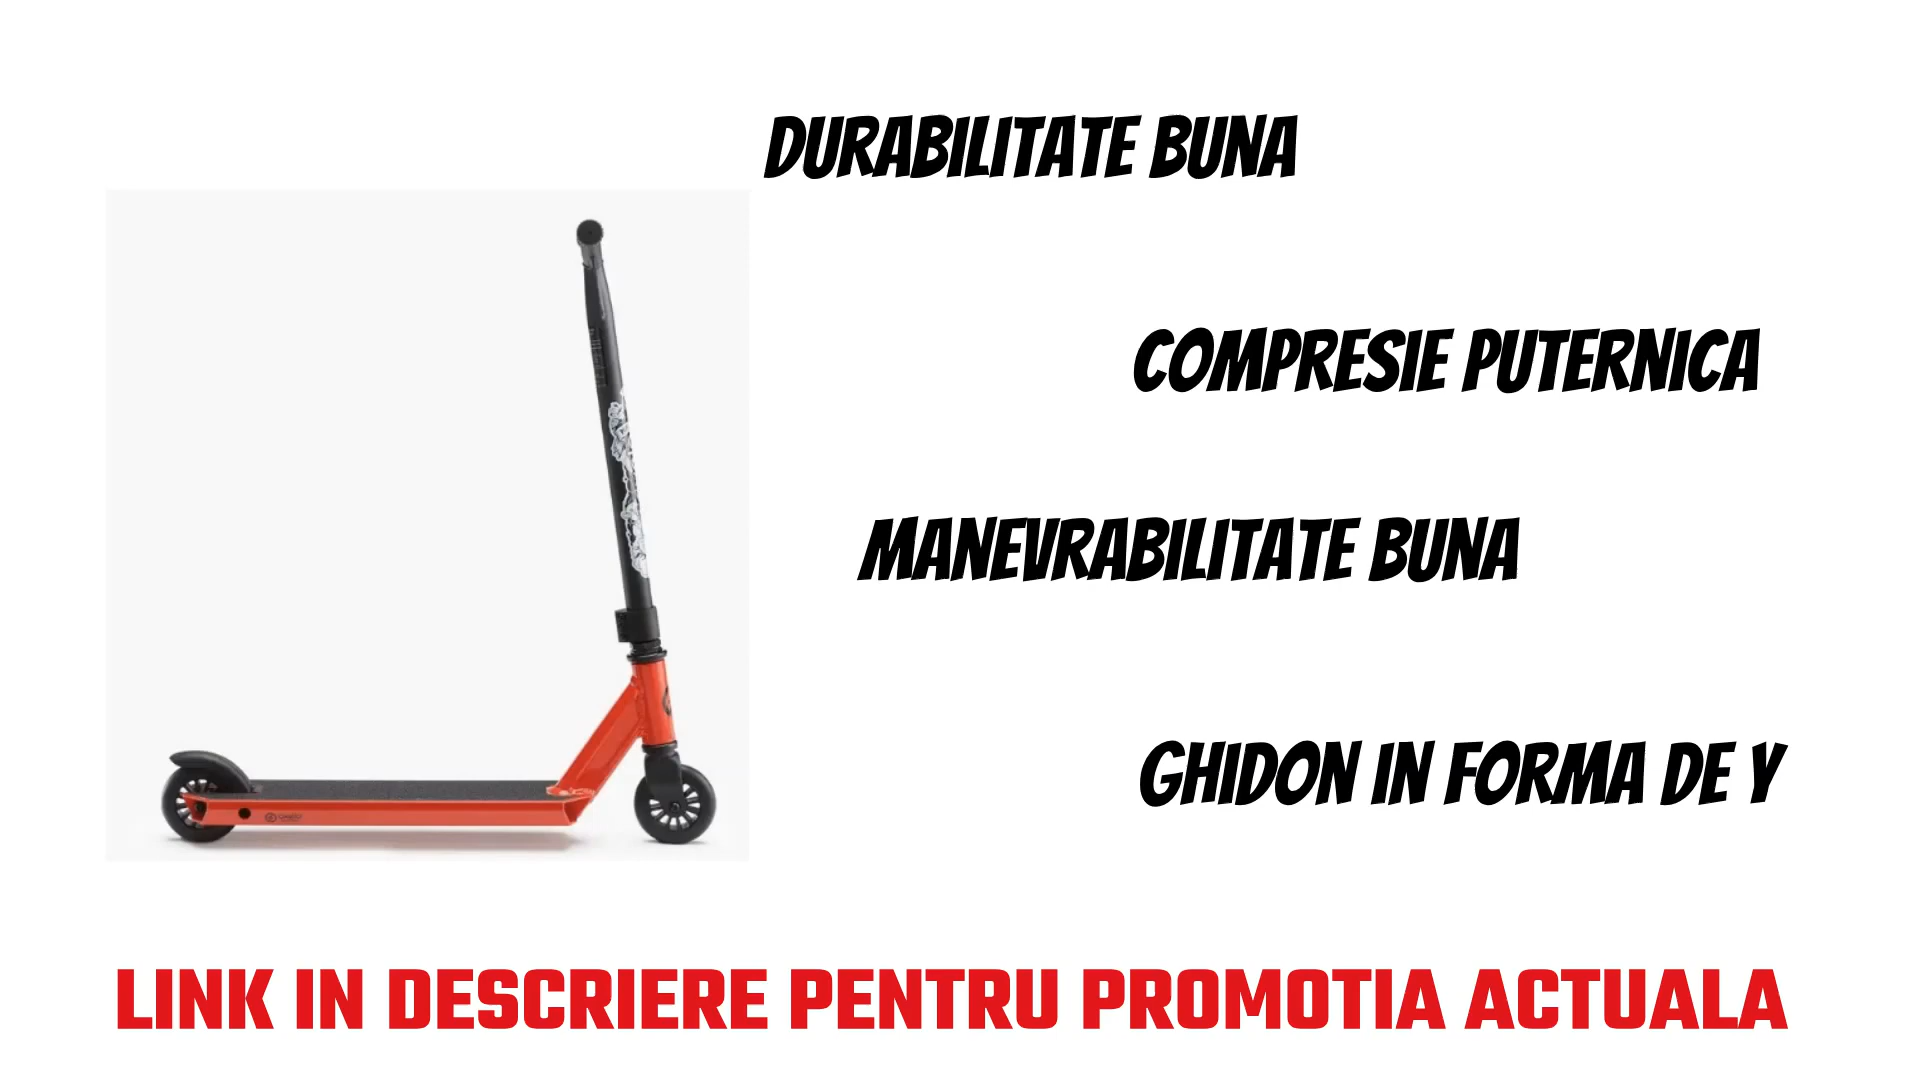 DURABILITATE BUNA
COMPRESIE PUTERNICA
MANEVRABILITATE BUNA
GHIDON IN FORMA DE Y
LINK IN DESCRIERE PENTRU PROMOTIA ACTUALA